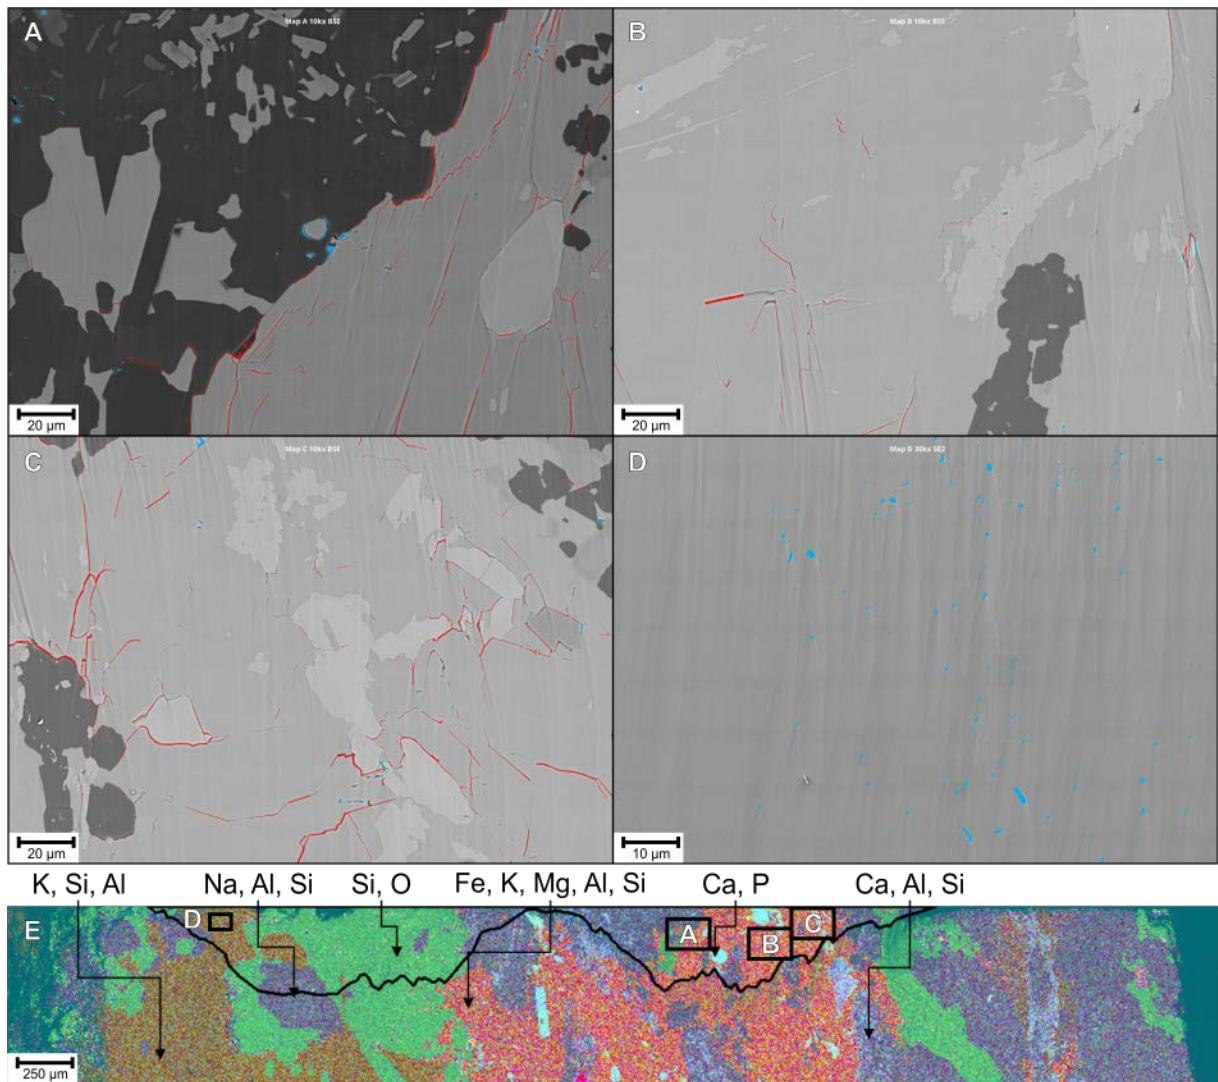 A
Map A 10kx BSE
B
Map B 10kx BSE
20 µm
20 µm
C
Map C 10kx BSE
D
Map D 20kx SE2
20 µm
10 µm
K, Si, Al
Na, Al, Si
Si, O
Fe, K, Mg, Al, Si
Ca, P
Ca, Al, Si
E
D
A
B
C
250 µm